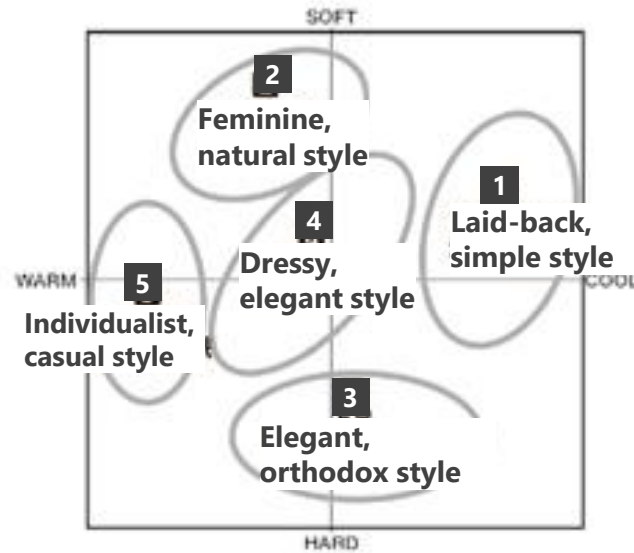 SOFT
2
Feminine,
natural style
1
Laid-back,
simple style
4
Dressy,
elegant style
WARM
COOL
5
Individualist,
casual style
3
Elegant,
orthodox style
HARD